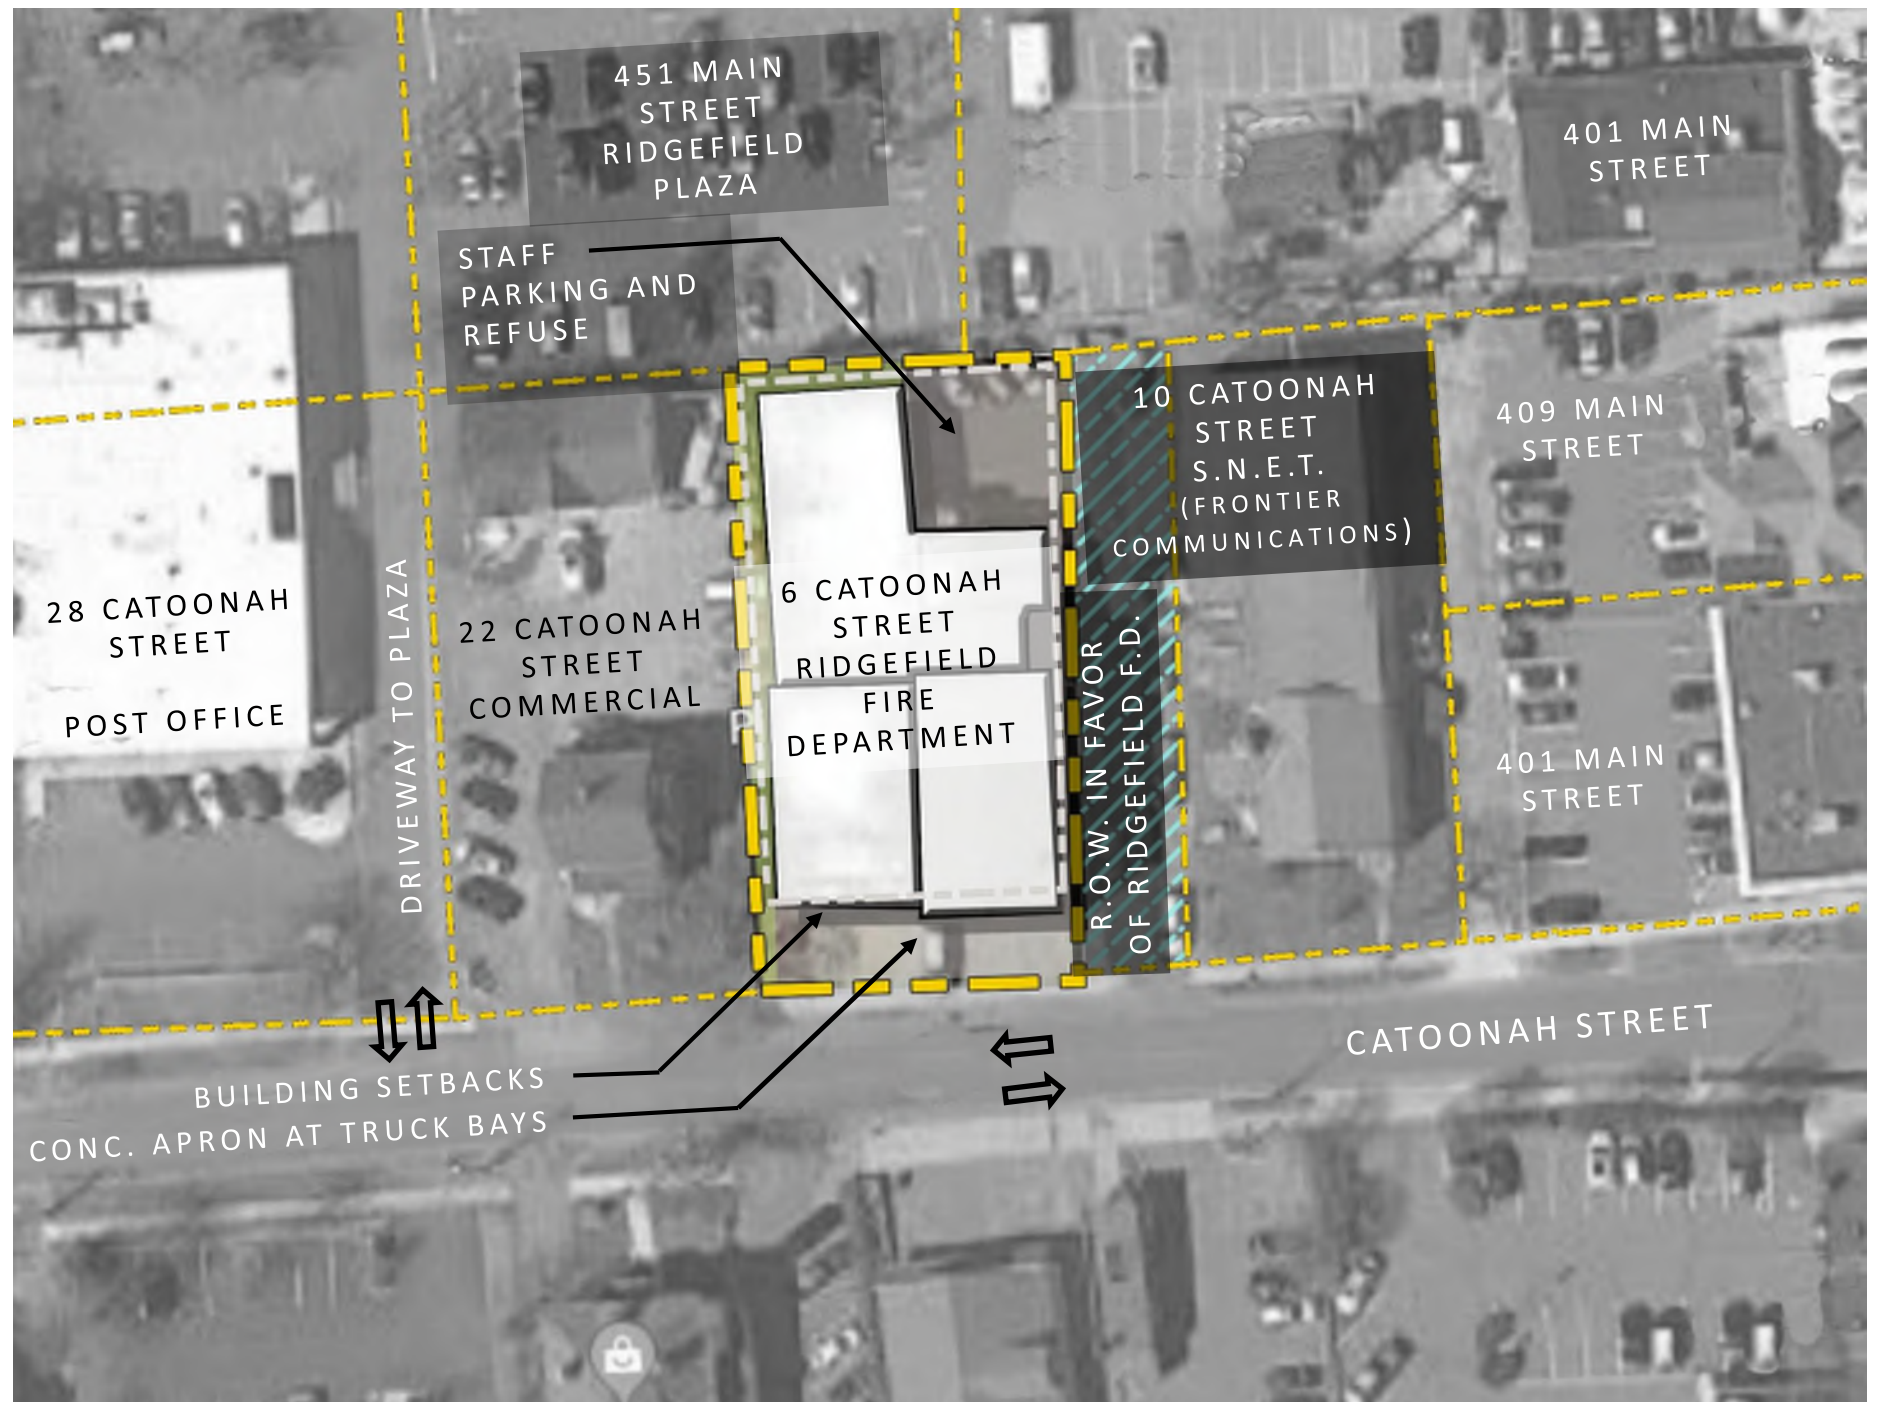 451 MAIN
STREET
RIDGEFIELD
PLAZA
401 MAIN
STREET
STAFF
PARKING AND
REFUSE
10 CATOONAH
STREET
S.N.E.T.
(FRONTIER
COMMUNICATIONS)
409 MAIN
STREET
28 CATOONAH
STREET
POST OFFICE
DRIVEWAY TO PLAZA
22 CATOONAH
STREET
COMMERCIAL
6 CATOONAH
STREET
RIDGEFIELD
FIRE
DEPARTMENT
P
R.O.W. IN FAVOR
OF RIDGEFIELD F.D.
401 MAIN
STREET
CATOONAH STREET
BUILDING SETBACKS
CONC. APRON AT TRUCK BAYS